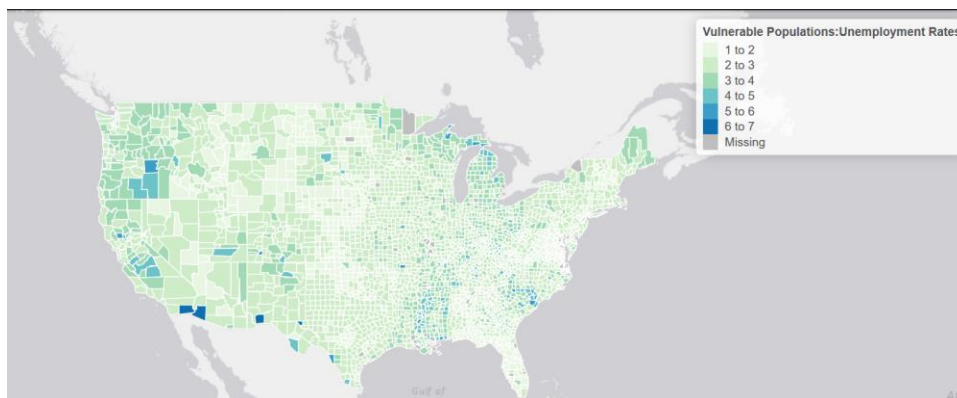 Vulnerable Populations:Unemployment Rates
1 to 2
2 to 3
3 to 4
4 to 5
5 to 6
6 to 7
Missing
Gulf of